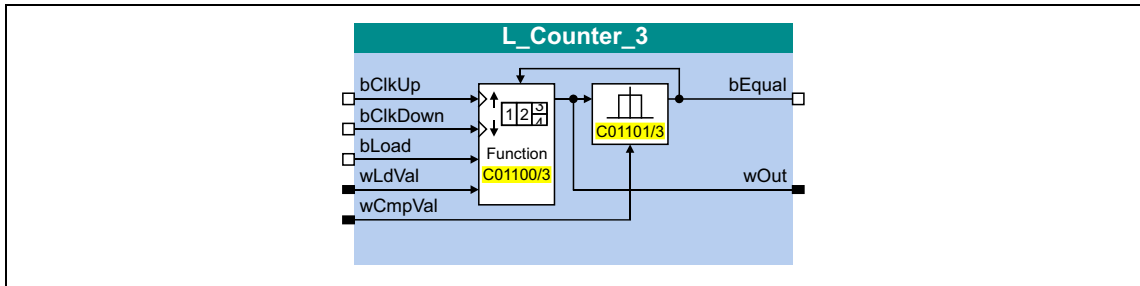 L_Counter_3
bClkUp
bEqual
bClkDown
1 2 3 4
C01101/3
bLoad
Function
wLdVal
C01100/3
wOut
wCmpVal